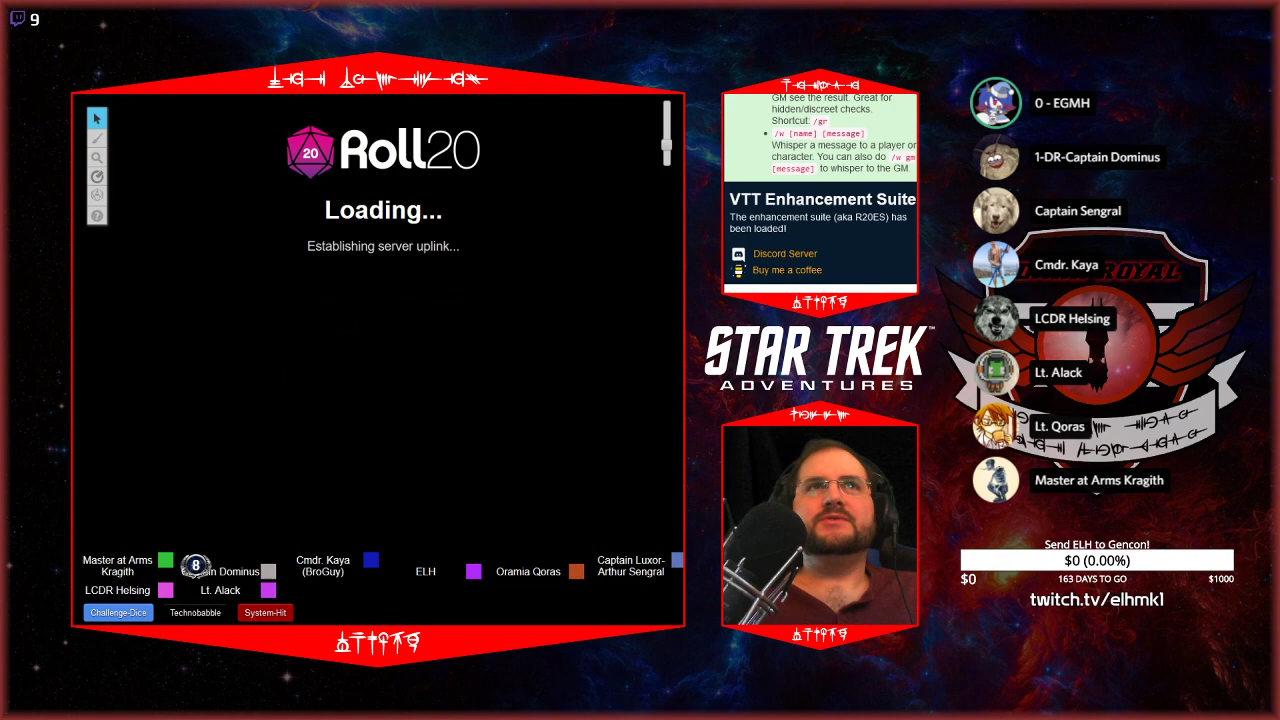 9
Roll20
20
Loading...
Establishing server uplink...
Master at Arms
Kragith
8
Dominus
Cmdr. Kaya
(BroGuy)
ELH
Oramia Qoras
Captain Luxor-
Arthur Sengral
LCDR Helsing
Lt. Alack
Challenge-Dice
Technobabble
System-Hit
GM see the result. Great for
hidden/discreet checks.
Shortcut: /gr
• /w [name] [message]
Whisper a message to a player or
character. You can also do /w gm
[message] to whisper to the GM.
VTT Enhancement Suite
The enhancement suite (aka R20ES) has
been loaded!
Discord Server
Buy me a coffee
STAR TREK™
ADVENTURES
0 - EGMH
1-DR-Captain Dominus
Captain Sengral
Cmdr. Kaya
ROYAL
LCDR Helsing
Lt. Alack
Lt. Qoras
Master at Arms Kragith
Send ELH to Gencon!
$0 (0.00%)
$0
163 DAYS TO GO
$1000
twitch.tv/elhmk1